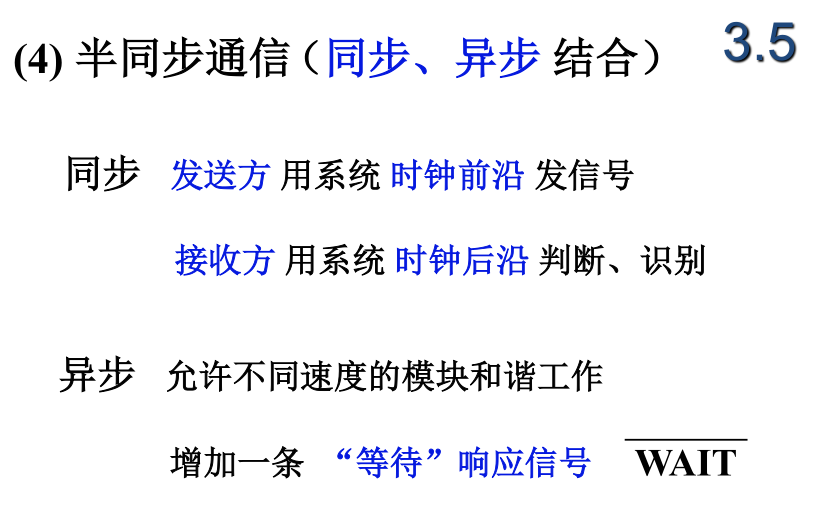 (4) 半同步通信（同步、异步 结合） 3.5
同步 发送方 用系统 时钟前沿 发信号
接收方 用系统 时钟后沿 判断、识别
异步 允许不同速度的模块和谐工作
增加一条 “等待”响应信号 WAIT